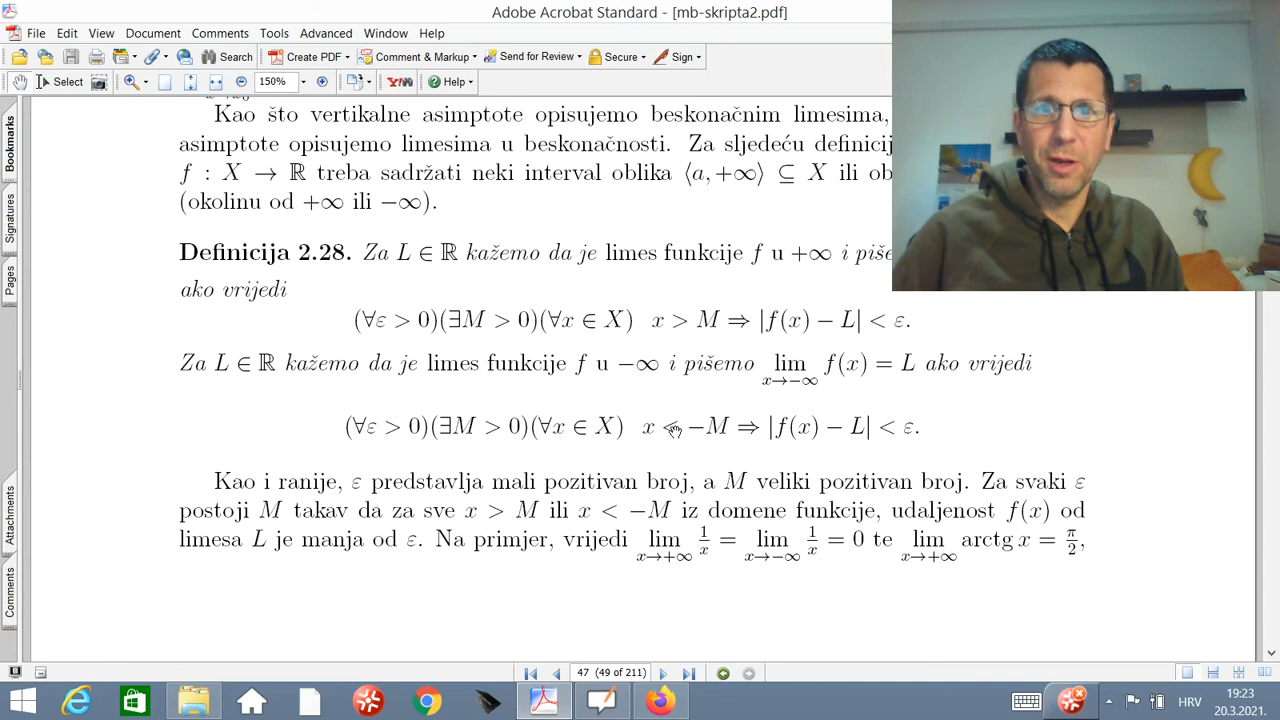 Adobe Acrobat Standard - [mb-skripta2.pdf]
File Edit View Document Comments Tools Advanced Window Help
Search Create PDF Comment & Markup Send for Review Secure Sign
Select 150% Y! Help
Bookmarks
Signatures
Pages
Attachments
Comments
Kao što vertikalne asimptote opisujemo beskonačnim limesima,
asimptote opisujemo limesima u beskonačnosti. Za sljedeću definicij
f : X → ℝ treba sadržati neki interval oblika ⟨a, +∞⟩ ⊆ X ili ob
(okolinu od +∞ ili −∞).
Definicija 2.28. Za L ∈ ℝ kažemo da je limes funkcije f u +∞ i piše
ako vrijedi
(∀ε > 0)(∃M > 0)(∀x ∈ X) x > M ⇒ |f(x) − L| < ε.
Za L ∈ ℝ kažemo da je limes funkcije f u −∞ i pišemo lim x→−∞ f(x) = L ako vrijedi
(∀ε > 0)(∃M > 0)(∀x ∈ X) x < −M ⇒ |f(x) − L| < ε.
Kao i ranije, ε predstavlja mali pozitivan broj, a M veliki pozitivan broj. Za svaki ε
postoji M takav da za sve x > M ili x < −M iz domene funkcije, udaljenost f(x) od
limesa L je manja od ε. Na primjer, vrijedi lim x→+∞ 1/x = lim x→−∞ 1/x = 0 te lim x→+∞ arctg x = π/2,
47 (49 of 211)
HRV
19:23
20.3.2021.